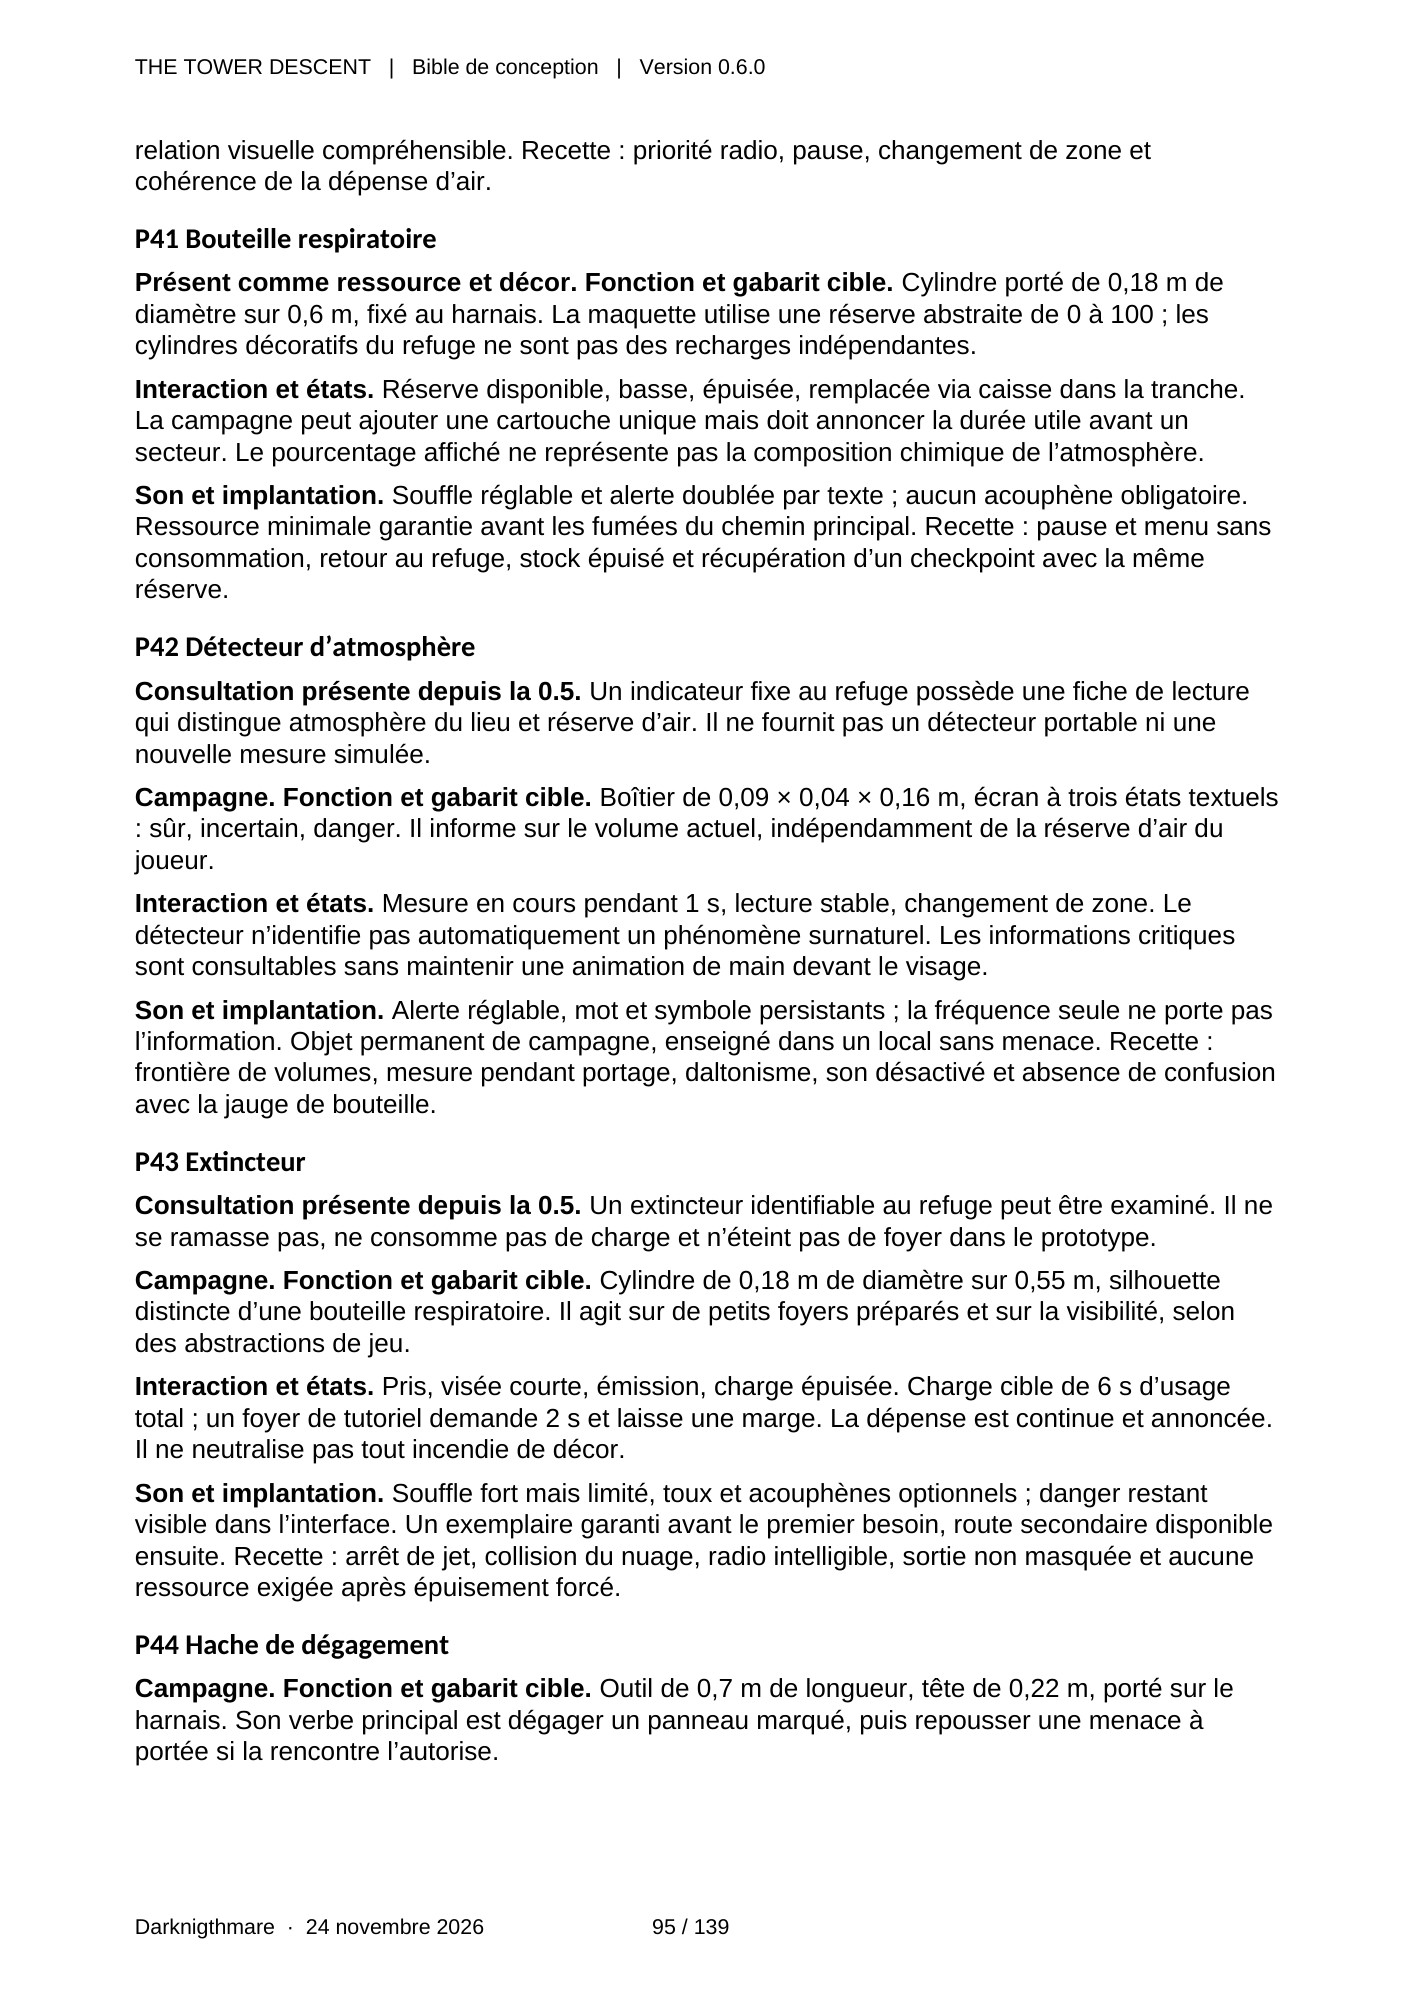 THE TOWER DESCENT | Bible de conception | Version 0.6.0
relation visuelle compréhensible. Recette : priorité radio, pause, changement de zone et
cohérence de la dépense d’air.
P41 Bouteille respiratoire
Présent comme ressource et décor. Fonction et gabarit cible. Cylindre porté de 0,18 m de
diamètre sur 0,6 m, fixé au harnais. La maquette utilise une réserve abstraite de 0 à 100 ; les
cylindres décoratifs du refuge ne sont pas des recharges indépendantes.
Interaction et états. Réserve disponible, basse, épuisée, remplacée via caisse dans la tranche.
La campagne peut ajouter une cartouche unique mais doit annoncer la durée utile avant un
secteur. Le pourcentage affiché ne représente pas la composition chimique de l’atmosphère.
Son et implantation. Souffle réglable et alerte doublée par texte ; aucun acouphène obligatoire.
Ressource minimale garantie avant les fumées du chemin principal. Recette : pause et menu sans
consommation, retour au refuge, stock épuisé et récupération d’un checkpoint avec la même
réserve.
P42 Détecteur d’atmosphère
Consultation présente depuis la 0.5. Un indicateur fixe au refuge possède une fiche de lecture
qui distingue atmosphère du lieu et réserve d’air. Il ne fournit pas un détecteur portable ni une
nouvelle mesure simulée.
Campagne. Fonction et gabarit cible. Boîtier de 0,09 × 0,04 × 0,16 m, écran à trois états textuels
: sûr, incertain, danger. Il informe sur le volume actuel, indépendamment de la réserve d’air du
joueur.
Interaction et états. Mesure en cours pendant 1 s, lecture stable, changement de zone. Le
détecteur n’identifie pas automatiquement un phénomène surnaturel. Les informations critiques
sont consultables sans maintenir une animation de main devant le visage.
Son et implantation. Alerte réglable, mot et symbole persistants ; la fréquence seule ne porte pas
l’information. Objet permanent de campagne, enseigné dans un local sans menace. Recette :
frontière de volumes, mesure pendant portage, daltonisme, son désactivé et absence de confusion
avec la jauge de bouteille.
P43 Extincteur
Consultation présente depuis la 0.5. Un extincteur identifiable au refuge peut être examiné. Il ne
se ramasse pas, ne consomme pas de charge et n’éteint pas de foyer dans le prototype.
Campagne. Fonction et gabarit cible. Cylindre de 0,18 m de diamètre sur 0,55 m, silhouette
distincte d’une bouteille respiratoire. Il agit sur de petits foyers préparés et sur la visibilité, selon
des abstractions de jeu.
Interaction et états. Pris, visée courte, émission, charge épuisée. Charge cible de 6 s d’usage
total ; un foyer de tutoriel demande 2 s et laisse une marge. La dépense est continue et annoncée.
Il ne neutralise pas tout incendie de décor.
Son et implantation. Souffle fort mais limité, toux et acouphènes optionnels ; danger restant
visible dans l’interface. Un exemplaire garanti avant le premier besoin, route secondaire disponible
ensuite. Recette : arrêt de jet, collision du nuage, radio intelligible, sortie non masquée et aucune
ressource exigée après épuisement forcé.
P44 Hache de dégagement
Campagne. Fonction et gabarit cible. Outil de 0,7 m de longueur, tête de 0,22 m, porté sur le
harnais. Son verbe principal est dégager un panneau marqué, puis repousser une menace à
portée si la rencontre l’autorise.
Darknigthmare · 24 novembre 2026 95 / 139